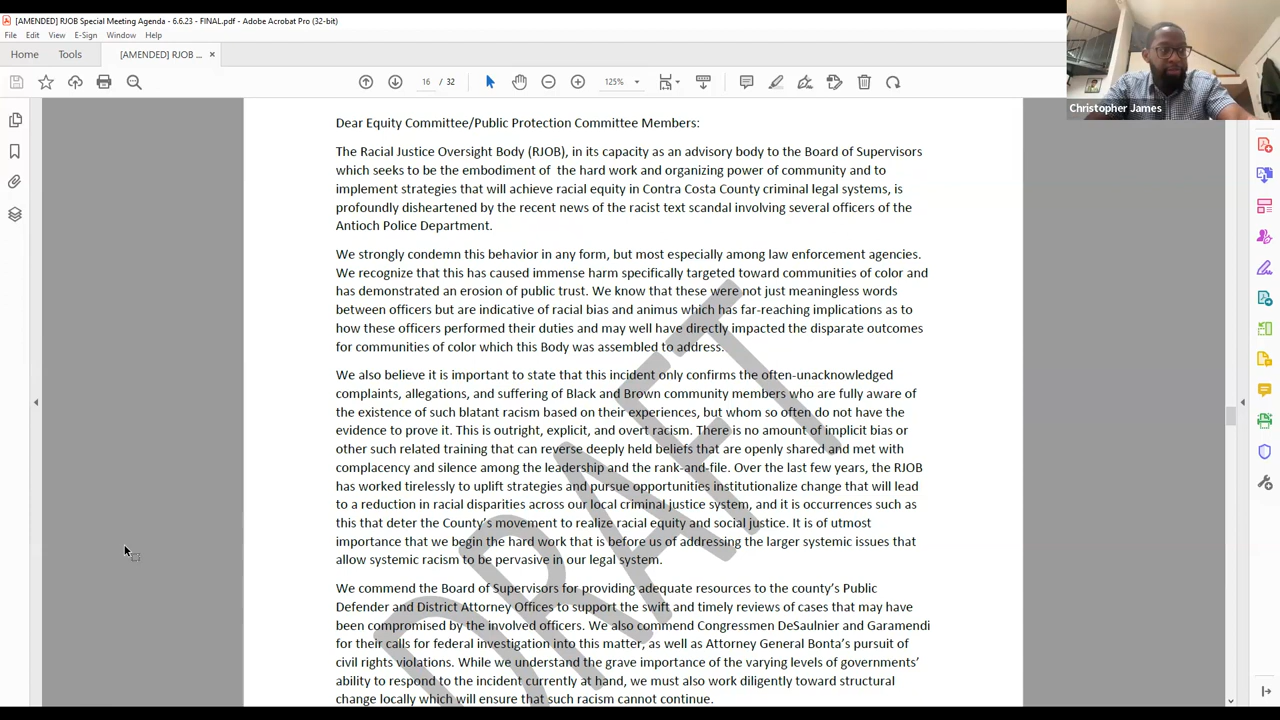 [AMENDED] RJOB Special Meeting Agenda - 6.6.23 - FINAL.pdf - Adobe Acrobat Pro (32-bit)
File Edit View E-Sign Window Help
Home Tools [AMENDED] RJOB ... ×
16 / 32 125%
Christopher James
Dear Equity Committee/Public Protection Committee Members:
The Racial Justice Oversight Body (RJOB), in its capacity as an advisory body to the Board of Supervisors
which seeks to be the embodiment of  the hard work and organizing power of community and to
implement strategies that will achieve racial equity in Contra Costa County criminal legal systems, is
profoundly disheartened by the recent news of the racist text scandal involving several officers of the
Antioch Police Department.
We strongly condemn this behavior in any form, but most especially among law enforcement agencies.
We recognize that this has caused immense harm specifically targeted toward communities of color and
has demonstrated an erosion of public trust. We know that these were not just meaningless words
between officers but are indicative of racial bias and animus which has far-reaching implications as to
how these officers performed their duties and may well have directly impacted the disparate outcomes
for communities of color which this Body was assembled to address.
We also believe it is important to state that this incident only confirms the often-unacknowledged
complaints, allegations, and suffering of Black and Brown community members who are fully aware of
the existence of such blatant racism based on their experiences, but whom so often do not have the
evidence to prove it. This is outright, explicit, and overt racism. There is no amount of implicit bias or
other such related training that can reverse deeply held beliefs that are openly shared and met with
complacency and silence among the leadership and the rank-and-file. Over the last few years, the RJOB
has worked tirelessly to uplift strategies and pursue opportunities institutionalize change that will lead
to a reduction in racial disparities across our local criminal justice system, and it is occurrences such as
this that deter the County's movement to realize racial equity and social justice. It is of utmost
importance that we begin the hard work that is before us of addressing the larger systemic issues that
allow systemic racism to be pervasive in our legal system.
We commend the Board of Supervisors for providing adequate resources to the county's Public
Defender and District Attorney Offices to support the swift and timely reviews of cases that may have
been compromised by the involved officers. We also commend Congressmen DeSaulnier and Garamendi
for their calls for federal investigation into this matter, as well as Attorney General Bonta's pursuit of
civil rights violations. While we understand the grave importance of the varying levels of governments'
ability to respond to the incident currently at hand, we must also work diligently toward structural
change locally which will ensure that such racism cannot continue.
DRAFT